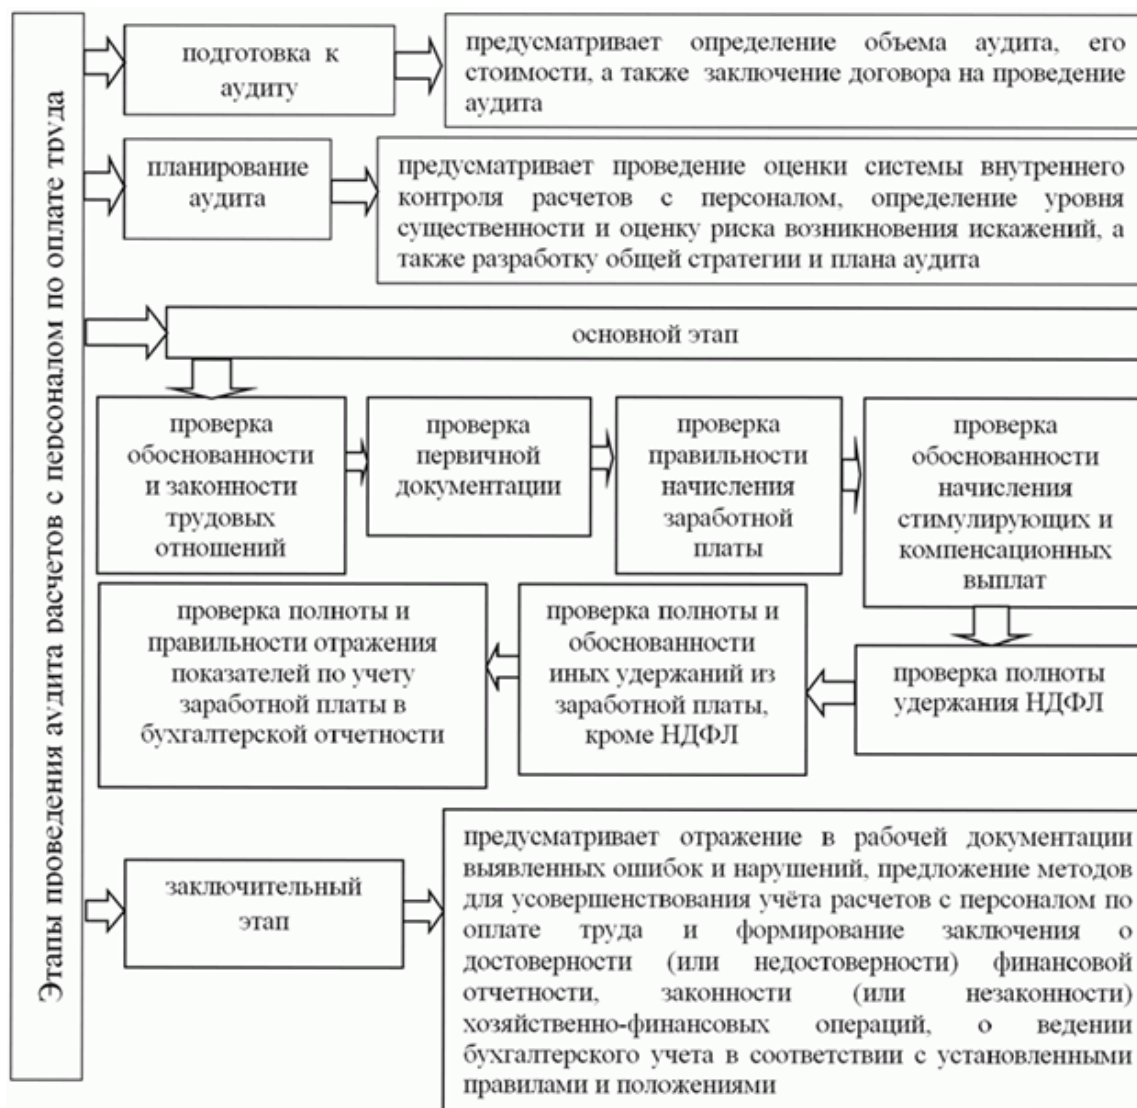 Этапы проведения аудита расчетов с персоналом по оплате труда
подготовка к
аудиту
предусматривает определение объема аудита, его
стоимости, а также заключение договора на проведение
аудита
планирование
аудита
предусматривает проведение оценки системы внутреннего
контроля расчетов с персоналом, определение уровня
существенности и оценку риска возникновения искажений, а
также разработку общей стратегии и плана аудита
основной этап
проверка
обоснованности
и законности
трудовых
отношений
проверка
первичной
документации
проверка
правильности
начисления
заработной
платы
проверка
обоснованности
начисления
стимулирующих и
компенсационных
выплат
проверка полноты
удержания НДФЛ
проверка полноты и
обоснованности
иных удержаний из
заработной платы,
кроме НДФЛ
проверка полноты и
правильности отражения
показателей по учету
заработной платы в
бухгалтерской отчетности
заключительный
этап
предусматривает отражение в рабочей документации
выявленных ошибок и нарушений, предложение методов
для усовершенствования учёта расчетов с персоналом по
оплате труда и формирование заключения о
достоверности (или недостоверности) финансовой
отчетности, законности (или незаконности)
хозяйственно-финансовых операций, о ведении
бухгалтерского учета в соответствии с установленными
правилами и положениями